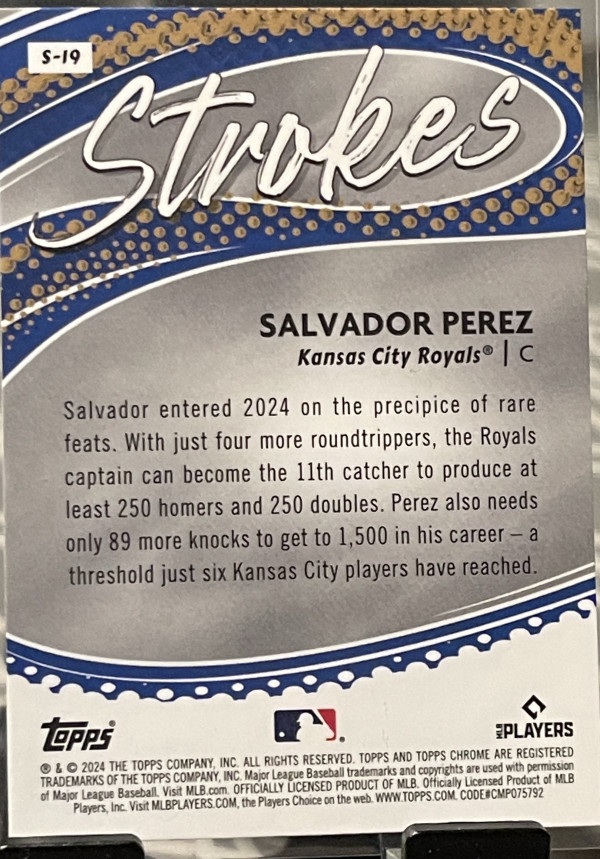 S-19
Strokes
SALVADOR PEREZ
Kansas City Royals® | C
Salvador entered 2024 on the precipice of rare
feats. With just four more roundtrippers, the Royals
captain can become the 11th catcher to produce at
least 250 homers and 250 doubles. Perez also needs
only 89 more knocks to get to 1,500 in his career – a
threshold just six Kansas City players have reached.
Topps®
MLB PLAYERS
® & © 2024 THE TOPPS COMPANY, INC. ALL RIGHTS RESERVED. TOPPS AND TOPPS CHROME ARE REGISTERED
TRADEMARKS OF THE TOPPS COMPANY, INC. Major League Baseball trademarks and copyrights are used with permission
of Major League Baseball. Visit MLB.com. OFFICIALLY LICENSED PRODUCT OF MLB. Officially Licensed Product of MLB
Players, Inc. Visit MLBPLAYERS.COM, the Players Choice on the web. WWW.TOPPS.COM. CODE#CMP075792